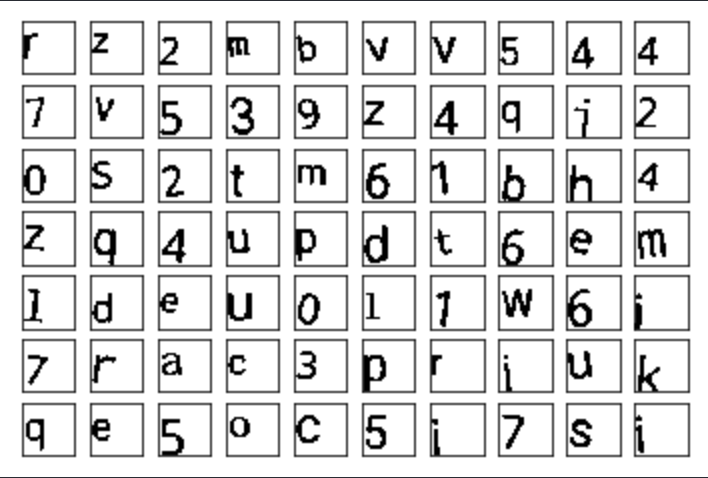 r z 2 m b v v 5 4 4
7 v 5 3 9 z 4 q j 2
0 S 2 t m 6 1 b h 4
z q 4 u p d t 6 e m
I d e u 0 l 1 w 6 i
7 r a c 3 p r i u k
q e 5 o c 5 i 7 s i